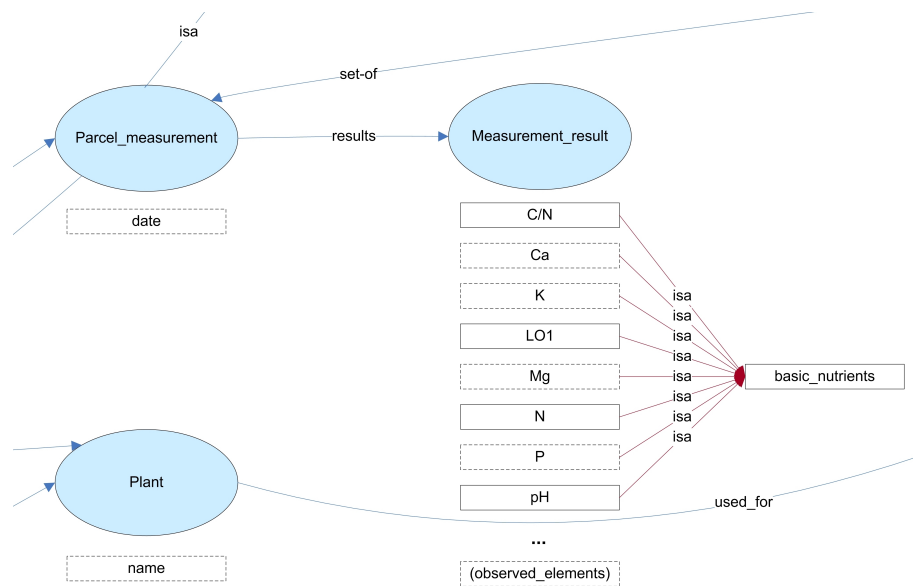 isa
set-of
Parcel_measurement
results
Measurement_result
date
C/N
Ca
K
LO1
Mg
N
P
pH
isa
isa
isa
isa
isa
isa
isa
isa
basic_nutrients
Plant
used_for
name
...
(observed_elements)